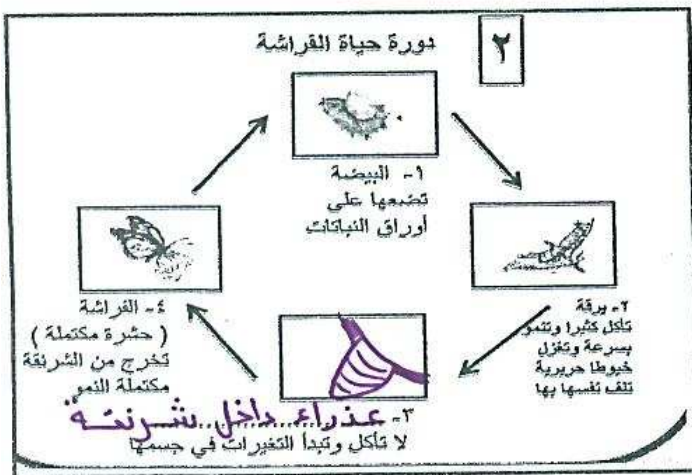 ٢
دورة حياة الفراشة
١- البيضة
تضعها على
أوراق النباتات
٢- يرقة
تأكل كثيرا وتنمو
بسرعة وتغزل
خيوطا حريرية
تلف نفسها بها
٣- عذراء داخل شرنقة
لا تأكل وتبدأ التغيرات في جسمها
٤- الفراشة
( حشرة مكتملة )
تخرج من الشرنقة
مكتملة النمو